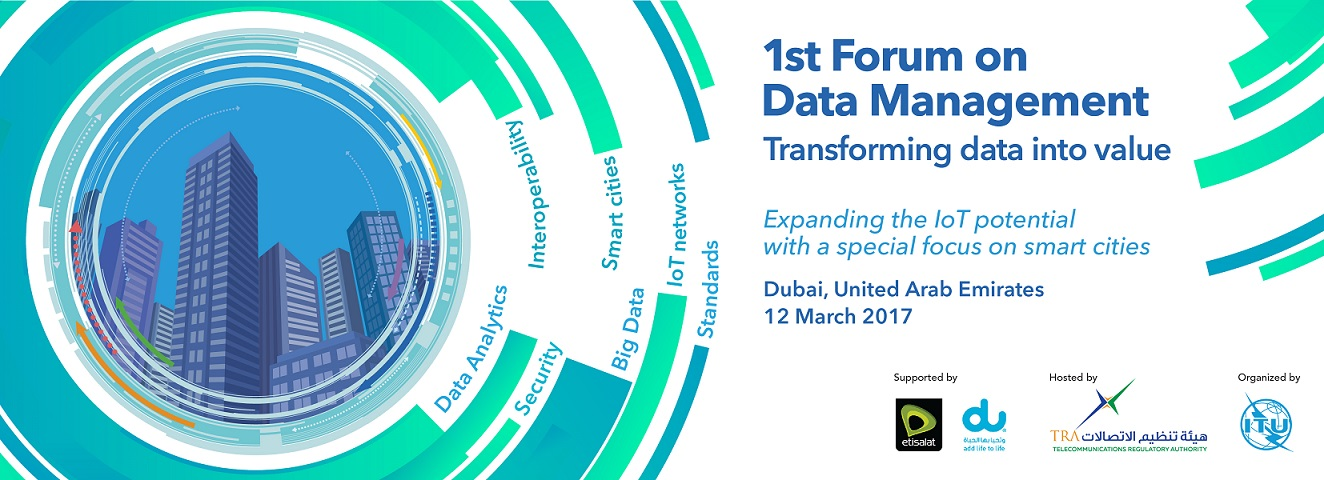 1st Forum on
Data Management
Transforming data into value
Expanding the IoT potential
with a special focus on smart cities
Dubai, United Arab Emirates
12 March 2017
Interoperability
Smart cities
IoT networks
Standards
Data Analytics
Security
Big Data
Supported by
etisalat
du
وتحيا بها الحياة
add life to life
Hosted by
TRA هيئة تنظيم الاتصالات
TELECOMMUNICATIONS REGULATORY AUTHORITY
Organized by
ITU